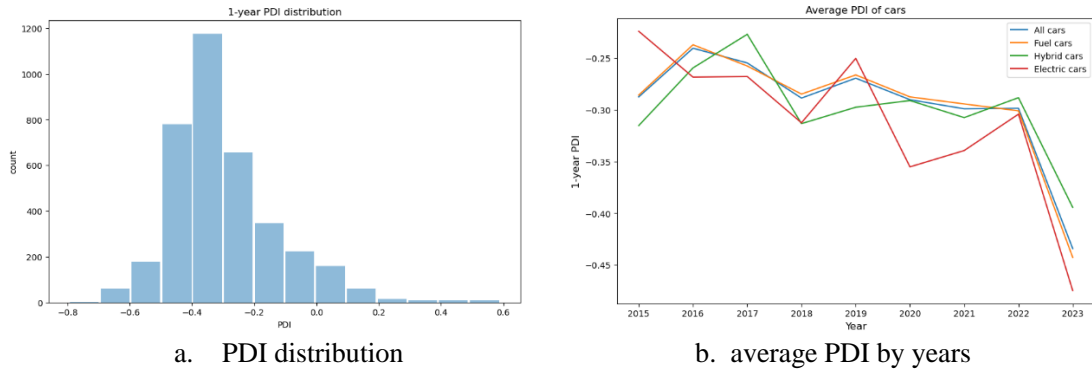 1-year PDI distribution
count
1200
1000
800
600
400
200
0
−0.8 −0.6 −0.4 −0.2 0.0 0.2 0.4 0.6
PDI
a. PDI distribution
Average PDI of cars
All cars
Fuel cars
Hybrid cars
Electric cars
1-year PDI
−0.25
−0.30
−0.35
−0.40
−0.45
2015 2016 2017 2018 2019 2020 2021 2022 2023
Year
b. average PDI by years